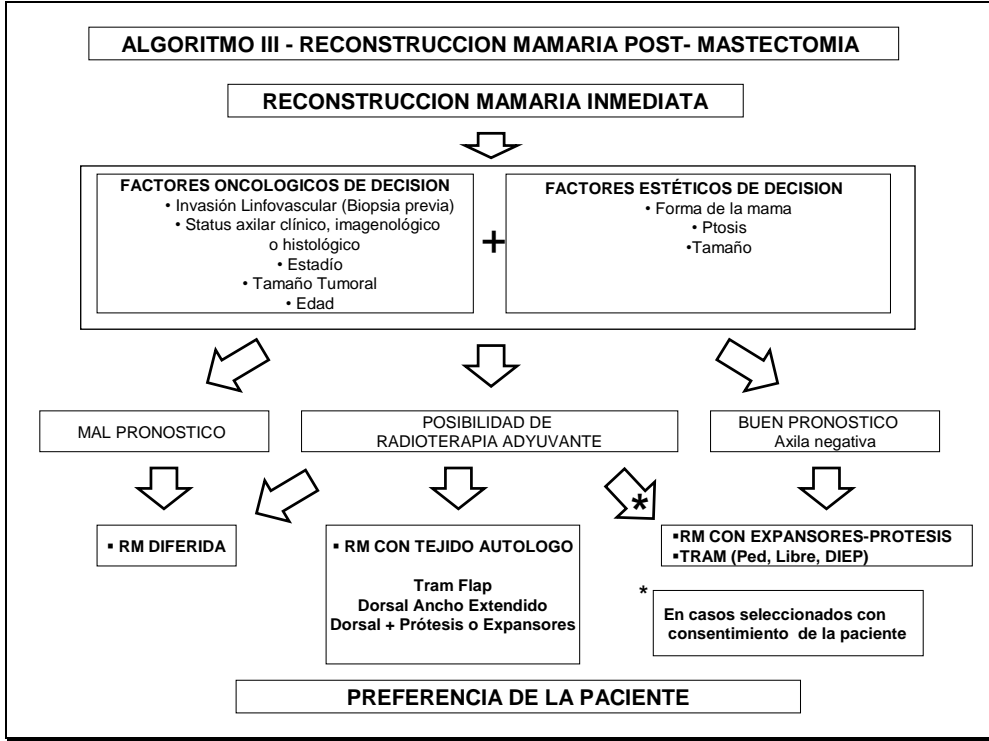 ALGORITMO III - RECONSTRUCCION MAMARIA POST- MASTECTOMIA
RECONSTRUCCION MAMARIA INMEDIATA
FACTORES ONCOLOGICOS DE DECISION
• Invasión Linfovascular (Biopsia previa)
• Status axilar clínico, imagenológico
o histológico
• Estadío
• Tamaño Tumoral
• Edad
+
FACTORES ESTÉTICOS DE DECISION
• Forma de la mama
• Ptosis
•Tamaño
MAL PRONOSTICO
POSIBILIDAD DE
RADIOTERAPIA ADYUVANTE
BUEN PRONOSTICO
Axila negativa
*
▪ RM DIFERIDA
▪ RM CON TEJIDO AUTOLOGO
Tram Flap
Dorsal Ancho Extendido
Dorsal + Prótesis o Expansores
▪RM CON EXPANSORES-PROTESIS
▪TRAM (Ped, Libre, DIEP)
*
En casos seleccionados con
consentimiento de la paciente
PREFERENCIA DE LA PACIENTE